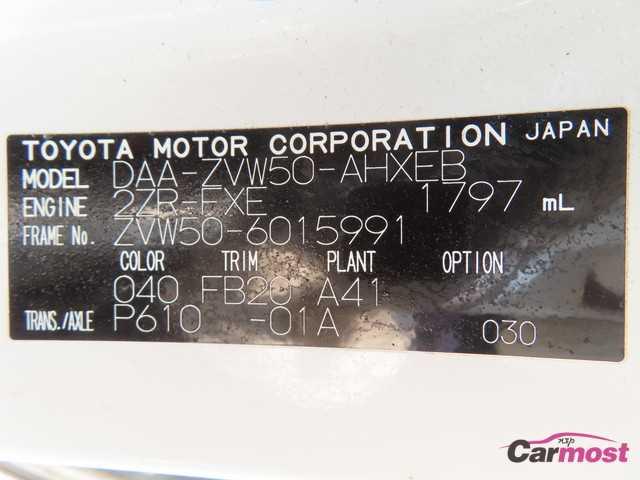 TOYOTA MOTOR CORPORATION JAPAN
MODEL DAA-ZVW50-AHXEB
ENGINE 2ZR-FXE 1797 mL
FRAME No. ZVW50-6015991
COLOR TRIM PLANT OPTION
040 FB20 A41
TRANS./AXLE P610 -01A 030
Carmost